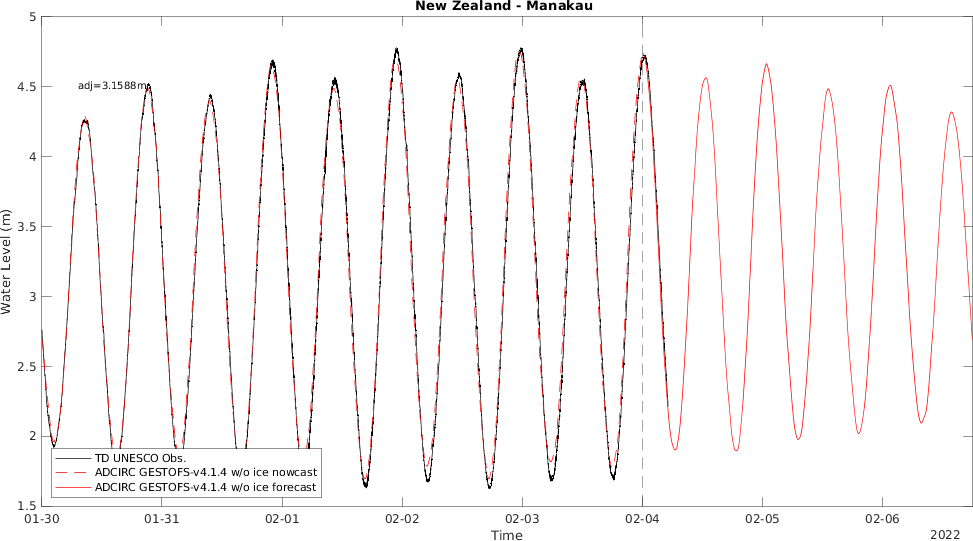 New Zealand - Manakau
5
adj=3.1588m
4.5
4
3.5
3
2.5
2
1.5
Water Level (m)
TD UNESCO Obs.
ADCIRC GESTOFS-v4.1.4 w/o ice nowcast
ADCIRC GESTOFS-v4.1.4 w/o ice forecast
01-30 01-31 02-01 02-02 02-03 02-04 02-05 02-06
Time
2022